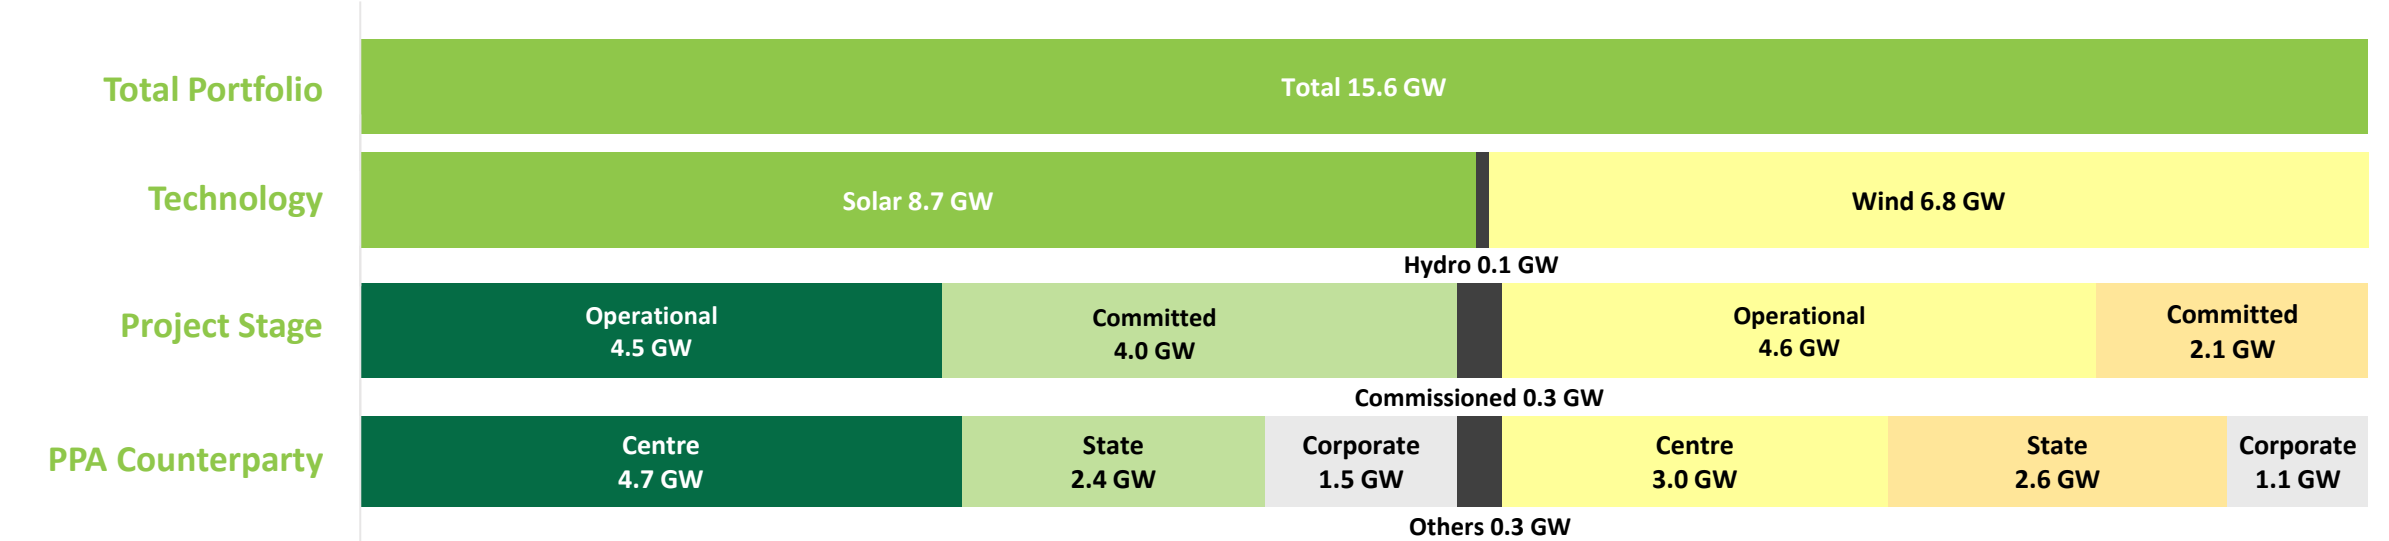 Total Portfolio
Total 15.6 GW
Technology
Solar 8.7 GW
Wind 6.8 GW
Hydro 0.1 GW
Project Stage
Operational
4.5 GW
Committed
4.0 GW
Operational
4.6 GW
Committed
2.1 GW
Commissioned 0.3 GW
PPA Counterparty
Centre
4.7 GW
State
2.4 GW
Corporate
1.5 GW
Centre
3.0 GW
State
2.6 GW
Corporate
1.1 GW
Others 0.3 GW